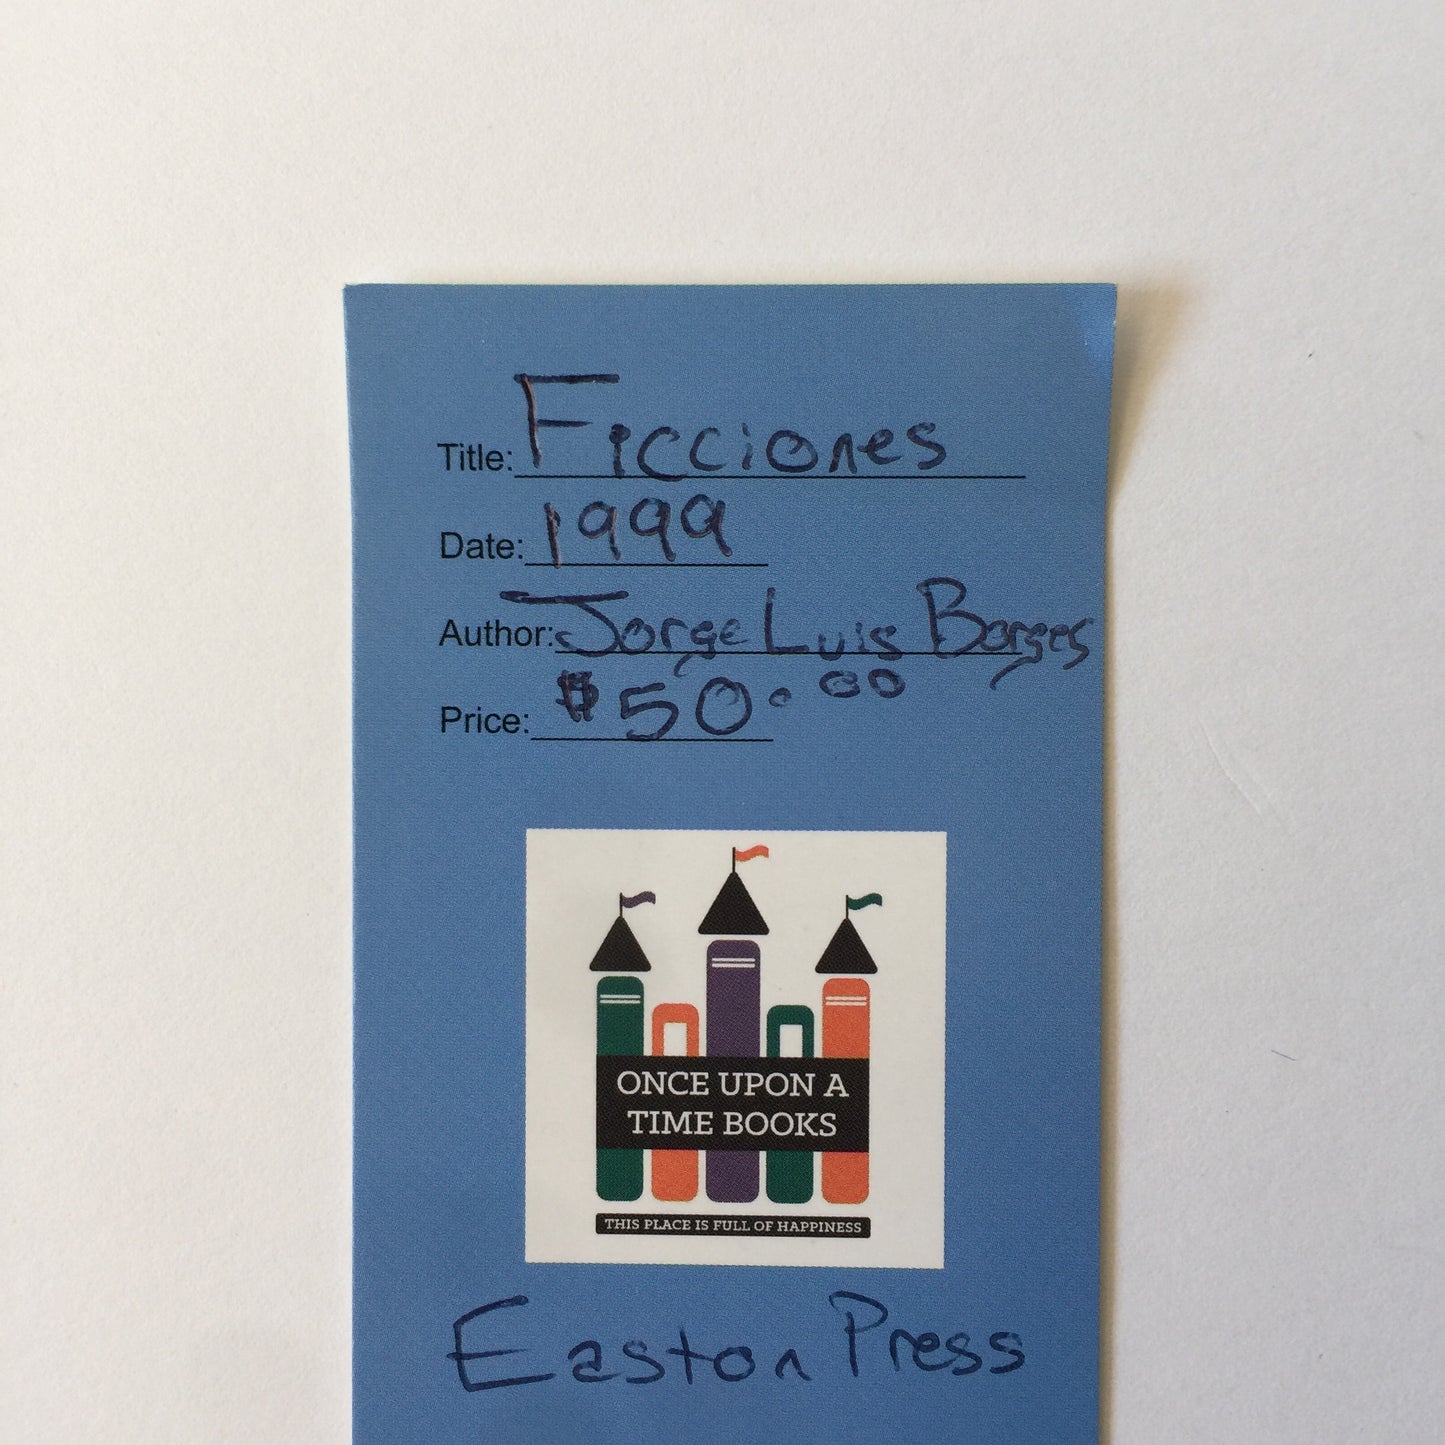 Title: Ficciones
Date: 1999
Author: Jorge Luis Borges
Price: $50.00
ONCE UPON A
TIME BOOKS
THIS PLACE IS FULL OF HAPPINESS
Easton Press